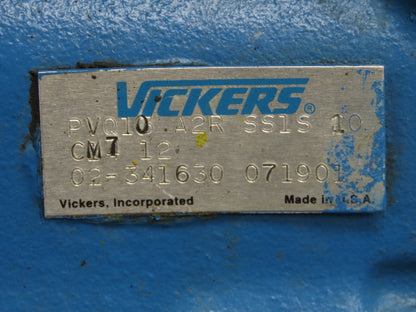 VICKERS®
PVQ10 A2R SS1S 10
CM7 12
02-341630 071901
Vickers, Incorporated Made in U.S.A.